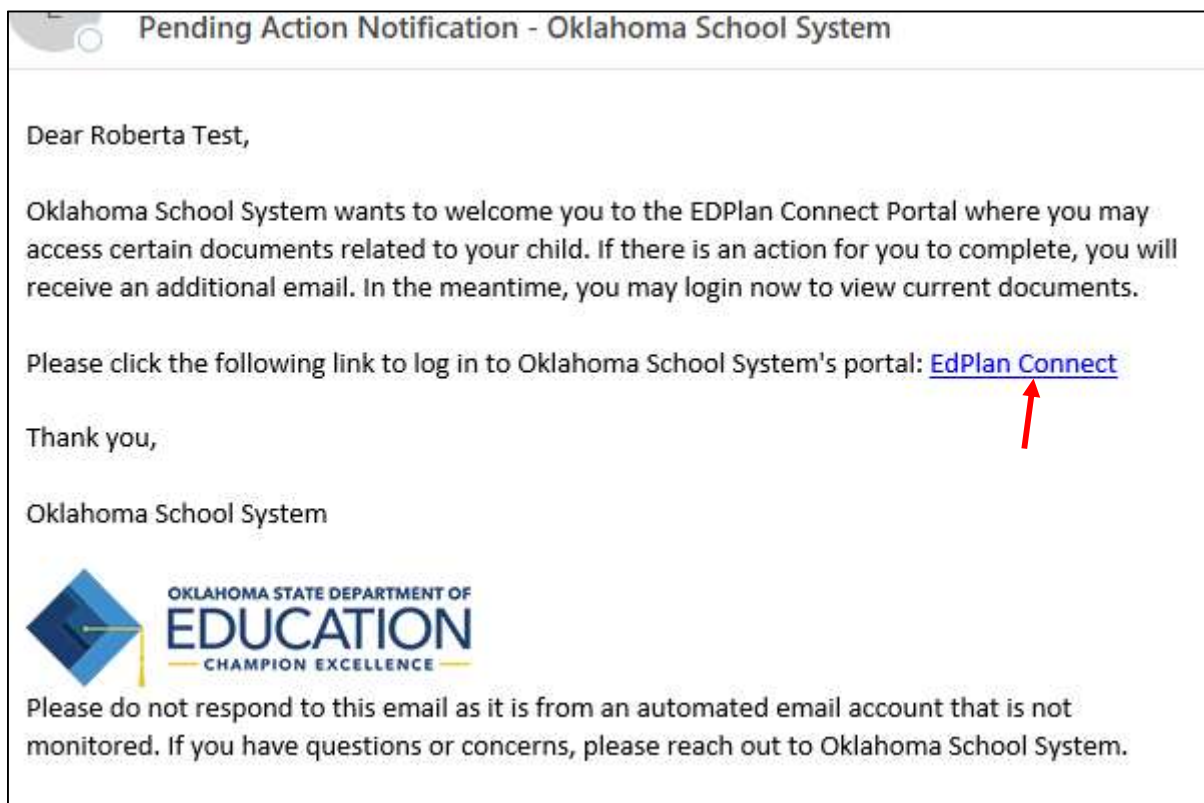 Pending Action Notification - Oklahoma School System
Dear Roberta Test,
Oklahoma School System wants to welcome you to the EDPlan Connect Portal where you may
access certain documents related to your child. If there is an action for you to complete, you will
receive an additional email. In the meantime, you may login now to view current documents.
Please click the following link to log in to Oklahoma School System's portal: EdPlan Connect
Thank you,
Oklahoma School System
OKLAHOMA STATE DEPARTMENT OF
EDUCATION
CHAMPION EXCELLENCE
Please do not respond to this email as it is from an automated email account that is not
monitored. If you have questions or concerns, please reach out to Oklahoma School System.